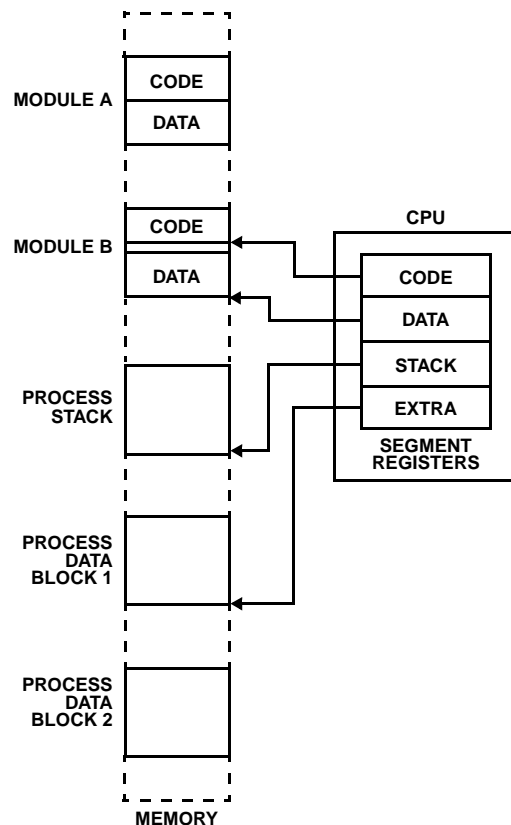 MODULE A
CODE
DATA
MODULE B
CODE
DATA
PROCESS
STACK
PROCESS
DATA
BLOCK 1
PROCESS
DATA
BLOCK 2
MEMORY
CPU
CODE
DATA
STACK
EXTRA
SEGMENT
REGISTERS